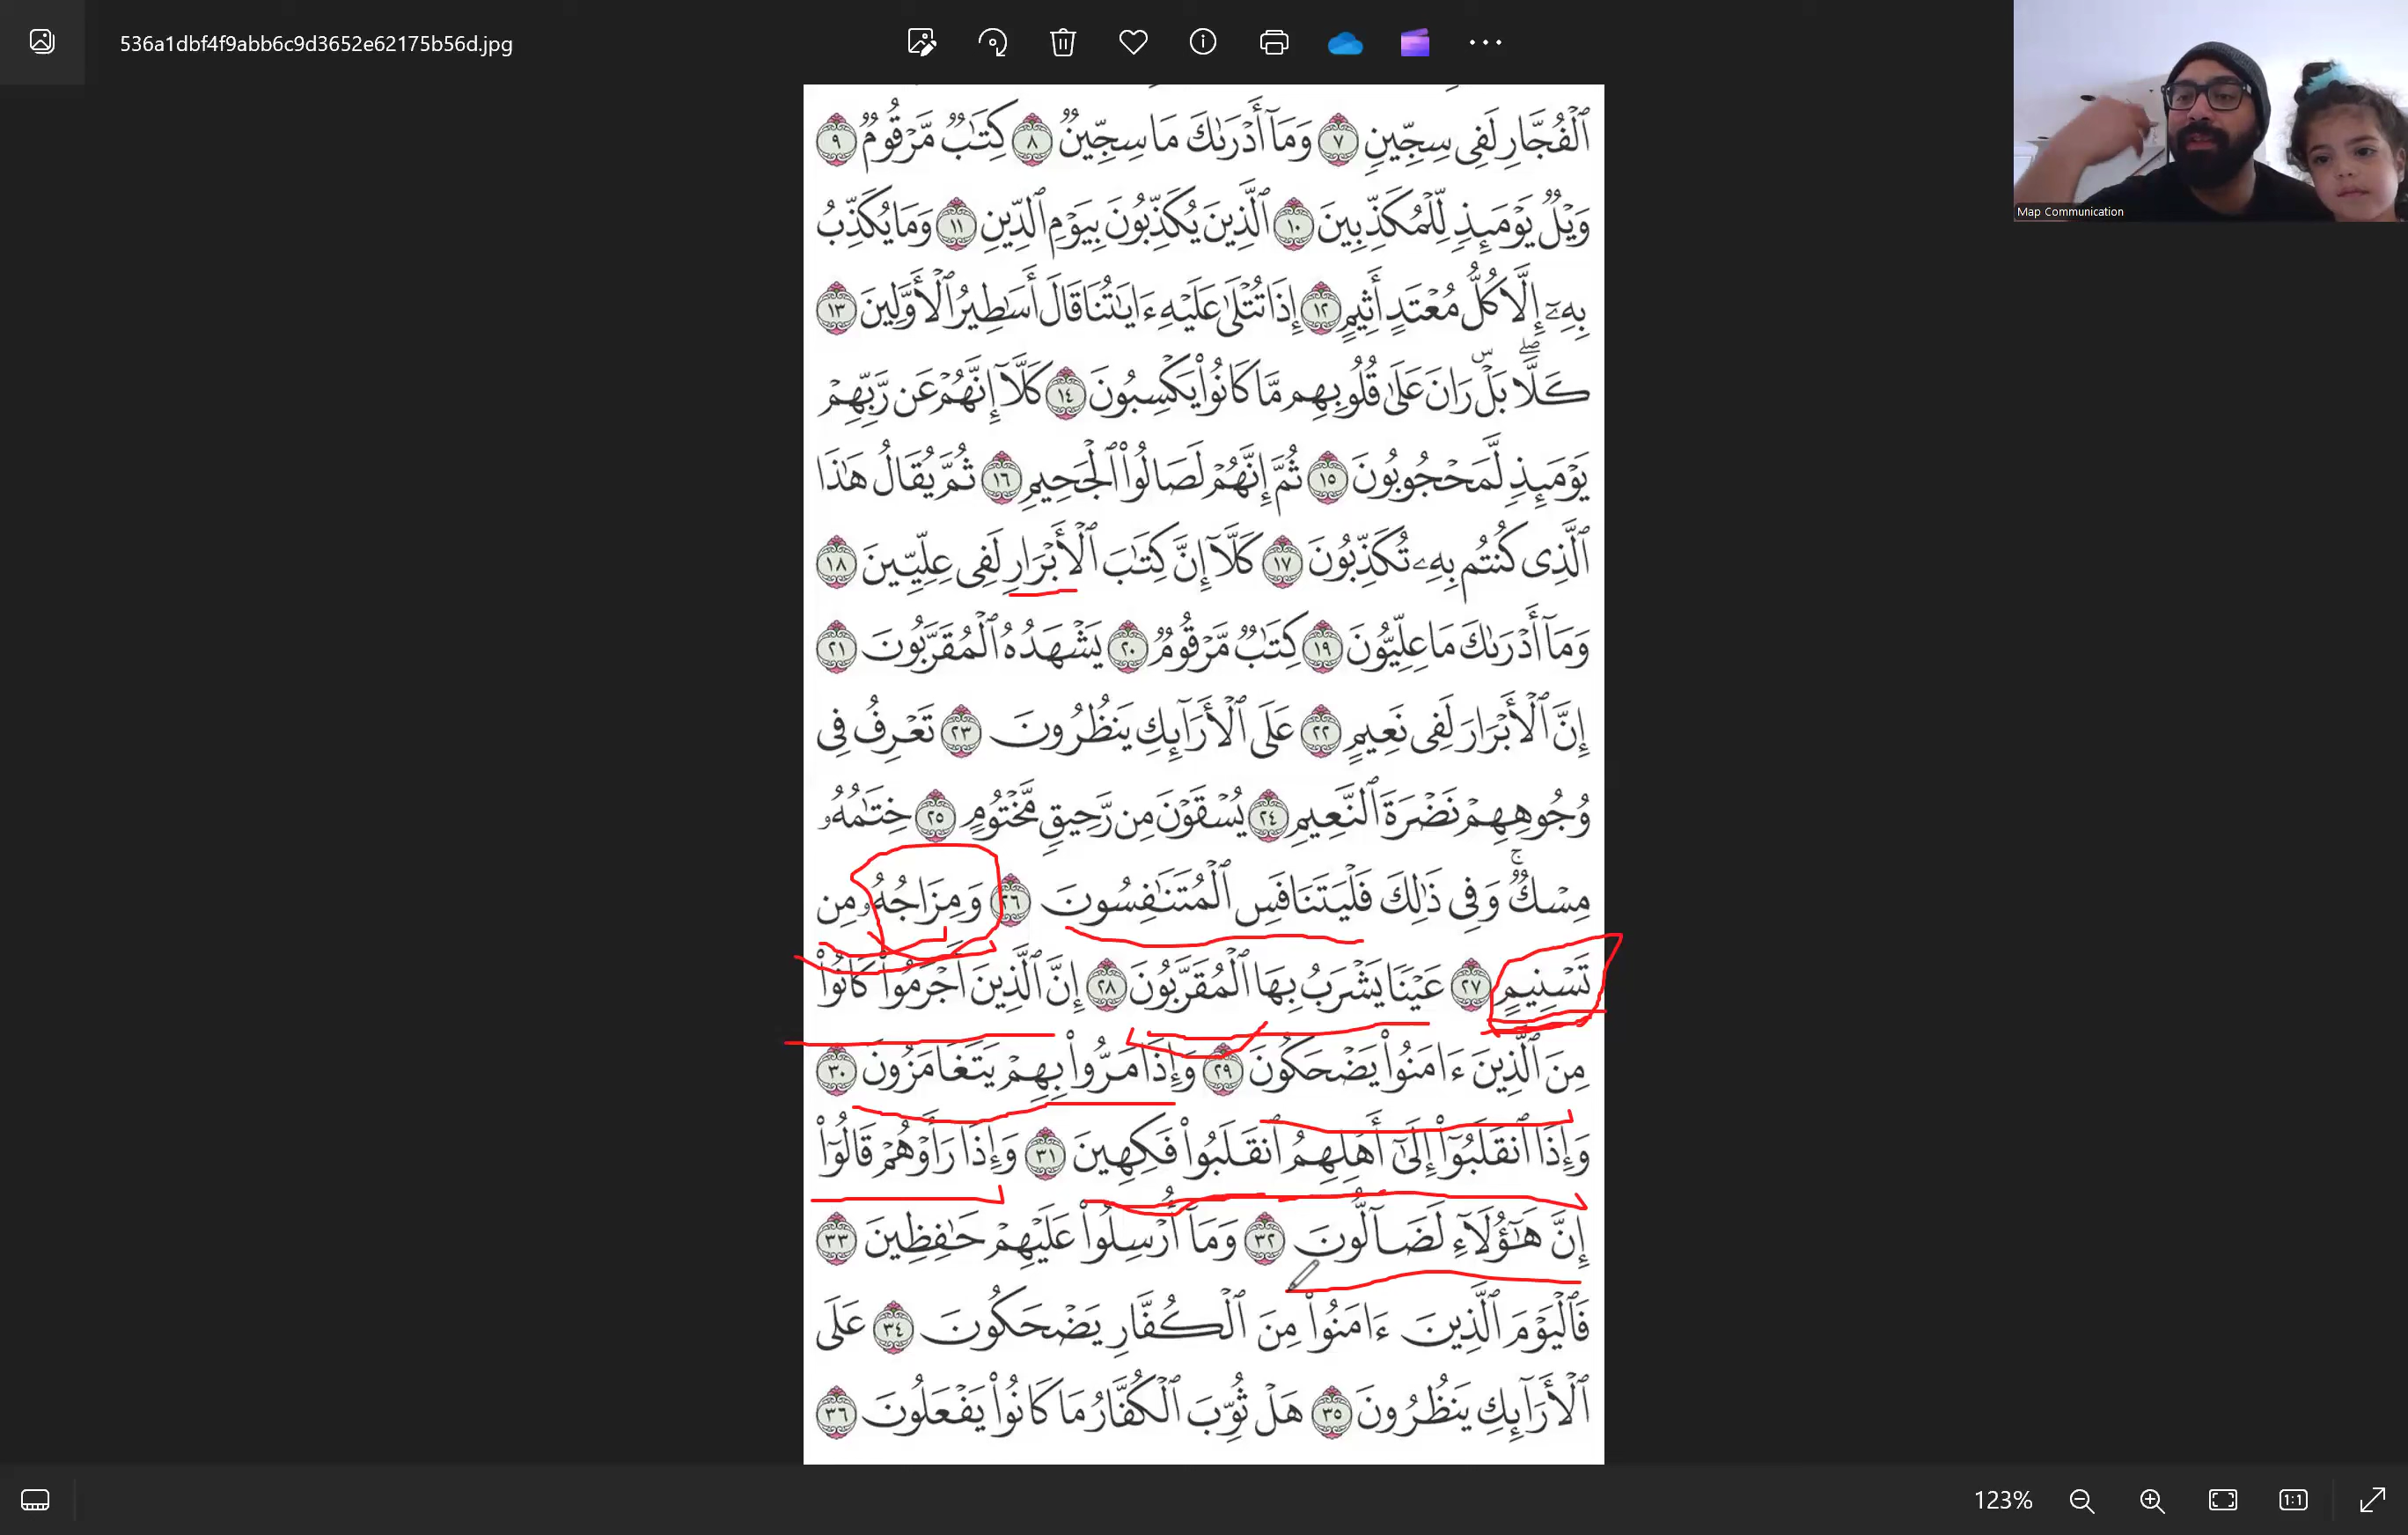 536a1dbf4f9abb6c9d3652e62175b56d.jpg
Map Communication
ٱلْفُجَّارِ لَفِى سِجِّينٍ ٧ وَمَآ أَدْرَىٰكَ مَا سِجِّينٌ ٨ كِتَـٰبٌ مَّرْقُومٌ ٩
وَيْلٌ يَوْمَئِذٍ لِّلْمُكَذِّبِينَ ١٠ ٱلَّذِينَ يُكَذِّبُونَ بِيَوْمِ ٱلدِّينِ ١١ وَمَا يُكَذِّبُ
بِهِۦٓ إِلَّا كُلُّ مُعْتَدٍ أَثِيمٍ ١٢ إِذَا تُتْلَىٰ عَلَيْهِ ءَايَـٰتُنَا قَالَ أَسَـٰطِيرُ ٱلْأَوَّلِينَ ١٣
كَلَّا ۖ بَلْ ۜ رَانَ عَلَىٰ قُلُوبِهِم مَّا كَانُوا۟ يَكْسِبُونَ ١٤ كَلَّآ إِنَّهُمْ عَن رَّبِّهِمْ
يَوْمَئِذٍ لَّمَحْجُوبُونَ ١٥ ثُمَّ إِنَّهُمْ لَصَالُوا۟ ٱلْجَحِيمِ ١٦ ثُمَّ يُقَالُ هَـٰذَا
ٱلَّذِى كُنتُم بِهِۦ تُكَذِّبُونَ ١٧ كَلَّآ إِنَّ كِتَـٰبَ ٱلْأَبْرَارِ لَفِى عِلِّيِّينَ ١٨
وَمَآ أَدْرَىٰكَ مَا عِلِّيُّونَ ١٩ كِتَـٰبٌ مَّرْقُومٌ ٢٠ يَشْهَدُهُ ٱلْمُقَرَّبُونَ ٢١
إِنَّ ٱلْأَبْرَارَ لَفِى نَعِيمٍ ٢٢ عَلَى ٱلْأَرَآئِكِ يَنظُرُونَ ٢٣ تَعْرِفُ فِى
وُجُوهِهِمْ نَضْرَةَ ٱلنَّعِيمِ ٢٤ يُسْقَوْنَ مِن رَّحِيقٍ مَّخْتُومٍ ٢٥ خِتَـٰمُهُۥ
مِسْكٌ ۚ وَفِى ذَٰلِكَ فَلْيَتَنَافَسِ ٱلْمُتَنَـٰفِسُونَ ٢٦ وَمِزَاجُهُۥ مِن
تَسْنِيمٍ ٢٧ عَيْنًا يَشْرَبُ بِهَا ٱلْمُقَرَّبُونَ ٢٨ إِنَّ ٱلَّذِينَ أَجْرَمُوا۟ كَانُوا۟
مِنَ ٱلَّذِينَ ءَامَنُوا۟ يَضْحَكُونَ ٢٩ وَإِذَا مَرُّوا۟ بِهِمْ يَتَغَامَزُونَ ٣٠
وَإِذَا ٱنقَلَبُوٓا۟ إِلَىٰٓ أَهْلِهِمُ ٱنقَلَبُوا۟ فَكِهِينَ ٣١ وَإِذَا رَأَوْهُمْ قَالُوٓا۟
إِنَّ هَـٰٓؤُلَآءِ لَضَآلُّونَ ٣٢ وَمَآ أُرْسِلُوا۟ عَلَيْهِمْ حَـٰفِظِينَ ٣٣
فَٱلْيَوْمَ ٱلَّذِينَ ءَامَنُوا۟ مِنَ ٱلْكُفَّارِ يَضْحَكُونَ ٣٤ عَلَى
ٱلْأَرَآئِكِ يَنظُرُونَ ٣٥ هَلْ ثُوِّبَ ٱلْكُفَّارُ مَا كَانُوا۟ يَفْعَلُونَ ٣٦
123%
1:1